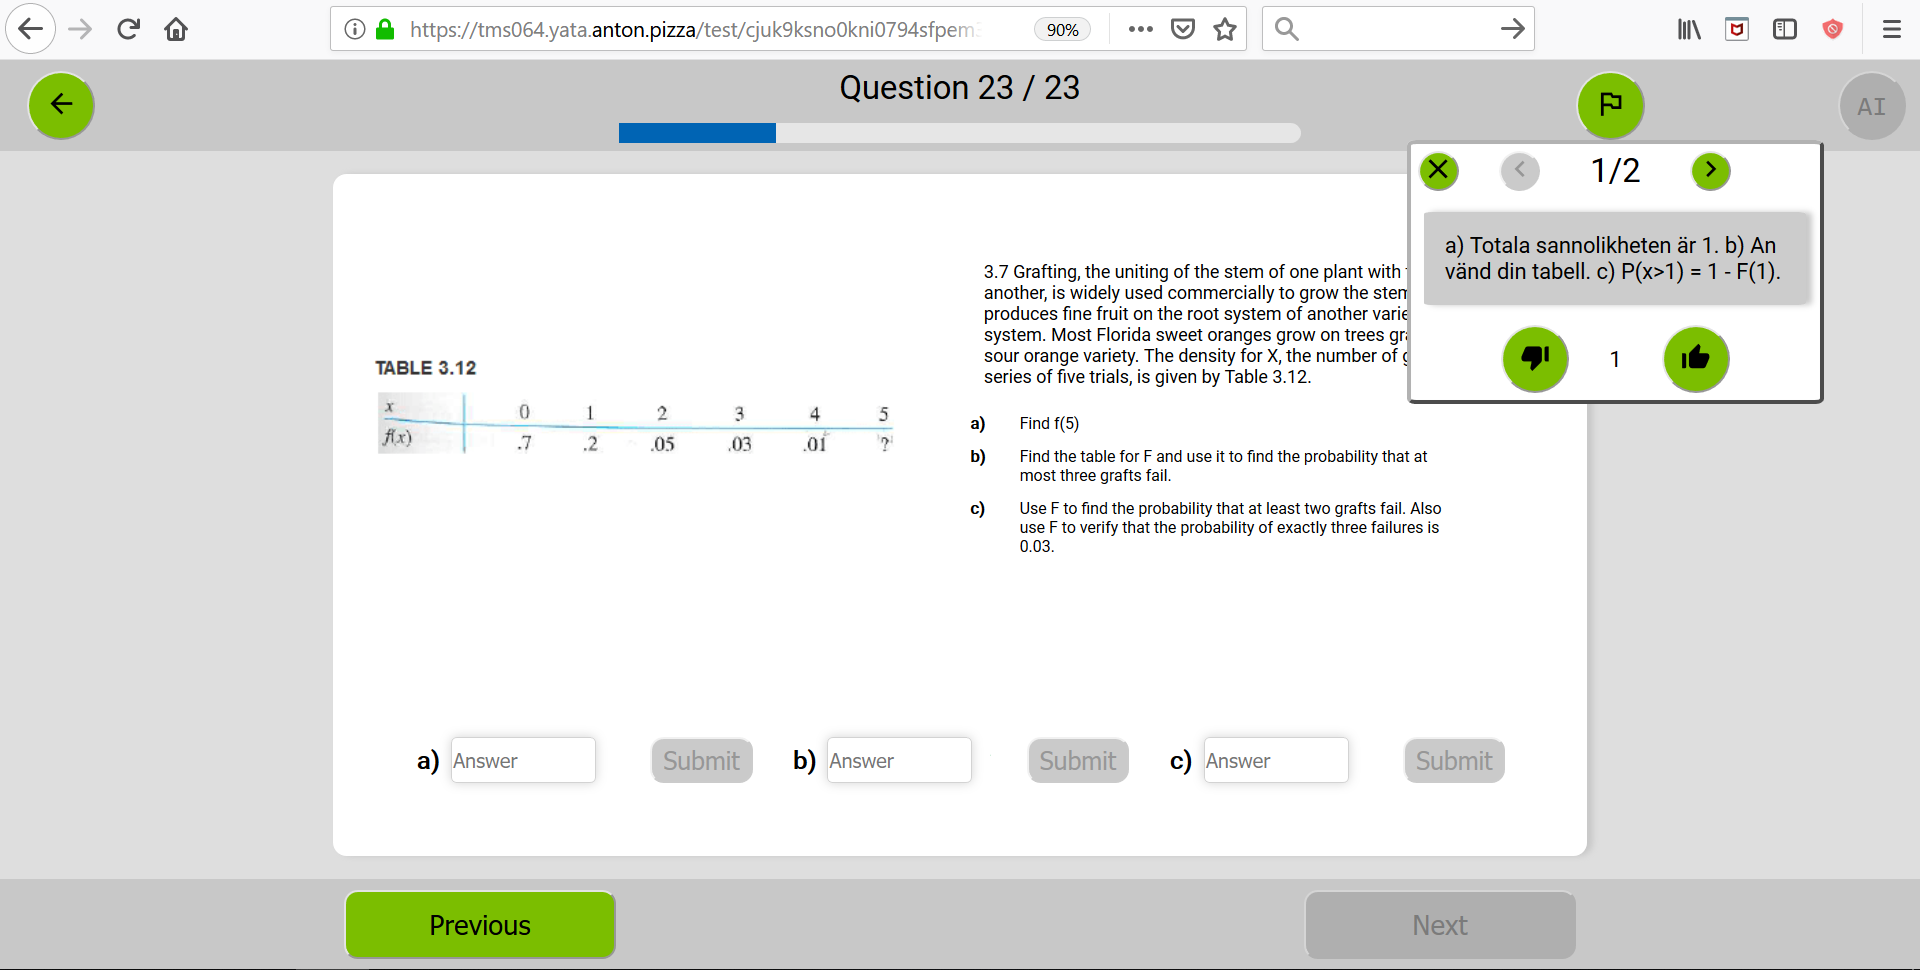 https://tms064.yata.anton.pizza/test/cjuk9ksno0kni0794sfpem
90%
Question 23 / 23
AI
1/2
a) Totala sannolikheten är 1. b) An
vänd din tabell. c) P(x>1) = 1 - F(1).
1
3.7 Grafting, the uniting of the stem of one plant with
another, is widely used commercially to grow the stem
produces fine fruit on the root system of another varie
system. Most Florida sweet oranges grow on trees gra
sour orange variety. The density for X, the number of g
series of five trials, is given by Table 3.12.
TABLE 3.12
x 0 1 2 3 4 5
f(x) .7 .2 .05 .03 .01 ?
a) Find f(5)
b) Find the table for F and use it to find the probability that at
most three grafts fail.
c) Use F to find the probability that at least two grafts fail. Also
use F to verify that the probability of exactly three failures is
0.03.
a) Answer Submit b) Answer Submit c) Answer Submit
Previous Next